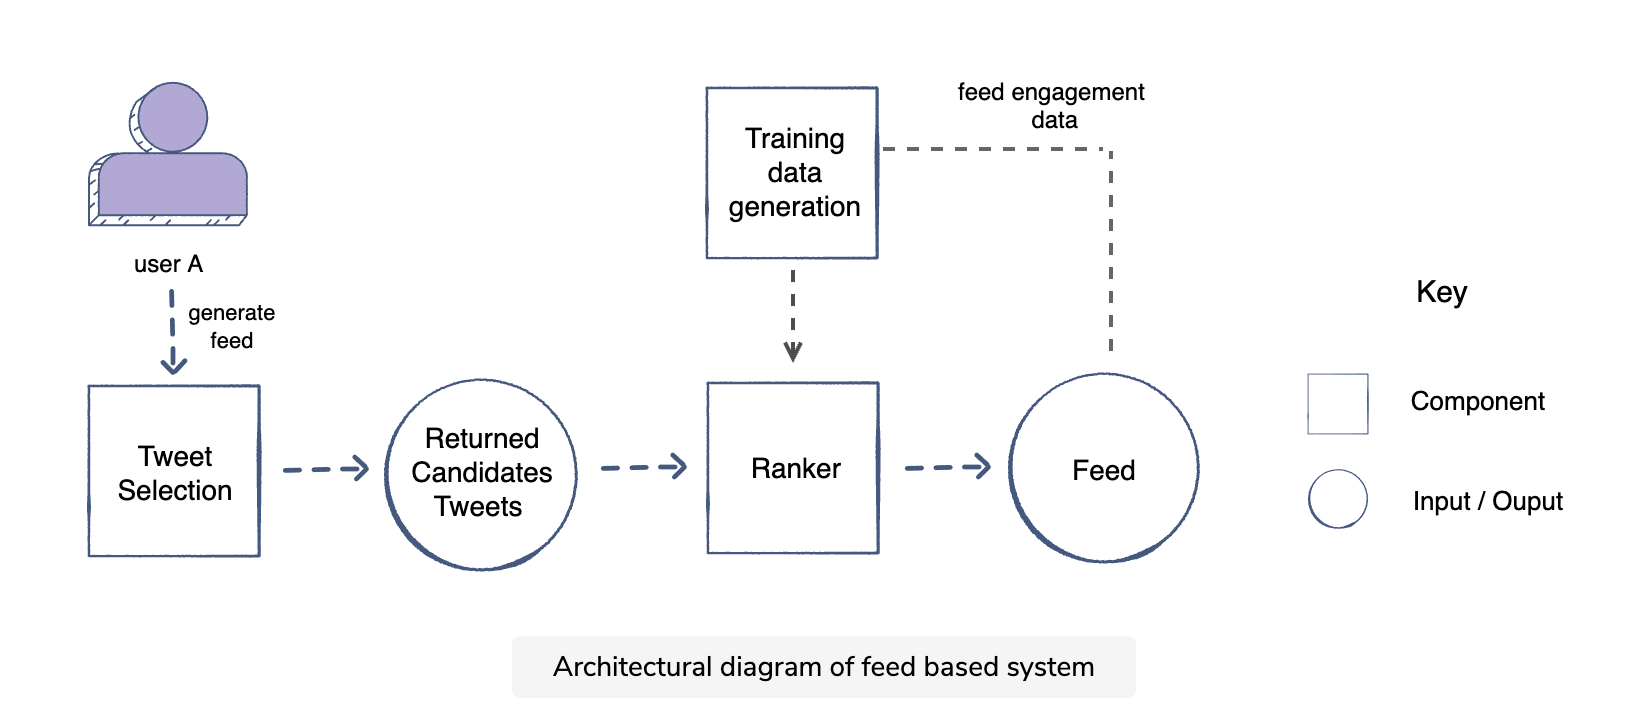 feed engagement
data
Training
data
generation
user A
generate
feed
Key
Tweet
Selection
Returned
Candidates
Tweets
Ranker
Feed
Component
Input / Ouput
Architectural diagram of feed based system